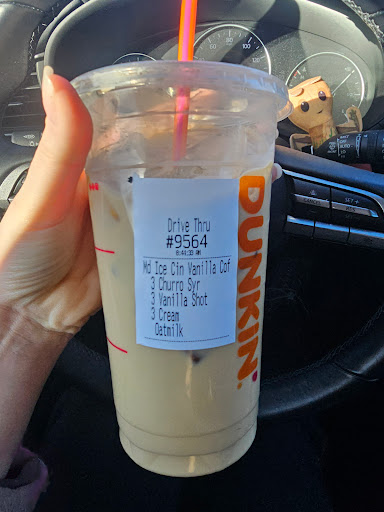 Drive Thru
#9564
8:44:30 AM
Md Ice Cin Vanilla Cof
3 Churro Syr
3 Vanilla Shot
3 Cream
Oatmilk
DUNKIN'